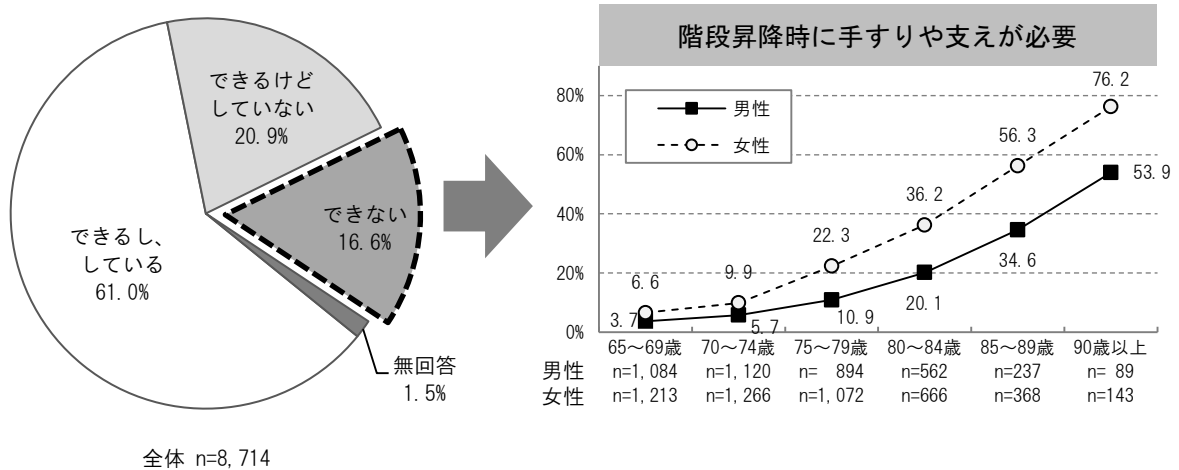 できるけど
していない
20.9%
できない
16.6%
できるし、
している
61.0%
無回答
1.5%
全体 n=8,714
階段昇降時に手すりや支えが必要
80%
60%
40%
20%
0%
男性
女性
76.2
56.3
36.2
22.3
9.9
6.6
53.9
34.6
20.1
10.9
5.7
3.7
65～69歳 70～74歳 75～79歳 80～84歳 85～89歳 90歳以上
男性 n=1,084 n=1,120 n= 894 n=562 n=237 n= 89
女性 n=1,213 n=1,266 n=1,072 n=666 n=368 n=143